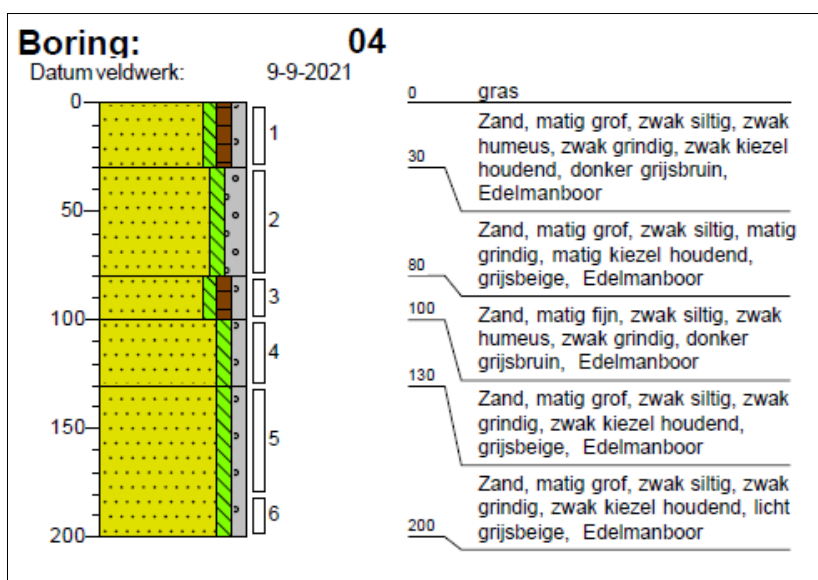 Boring: 04
Datum veldwerk: 9-9-2021
0
50
100
150
200
1
2
3
4
5
6
0 gras
Zand, matig grof, zwak siltig, zwak
humeus, zwak grindig, zwak kiezel
30
houdend, donker grijsbruin,
Edelmanboor
Zand, matig grof, zwak siltig, matig
grindig, matig kiezel houdend,
80
grijsbeige, Edelmanboor
100
Zand, matig fijn, zwak siltig, zwak
humeus, zwak grindig, donker
grijsbruin, Edelmanboor
130
Zand, matig grof, zwak siltig, zwak
grindig, zwak kiezel houdend,
grijsbeige, Edelmanboor
Zand, matig grof, zwak siltig, zwak
grindig, zwak kiezel houdend, licht
200
grijsbeige, Edelmanboor